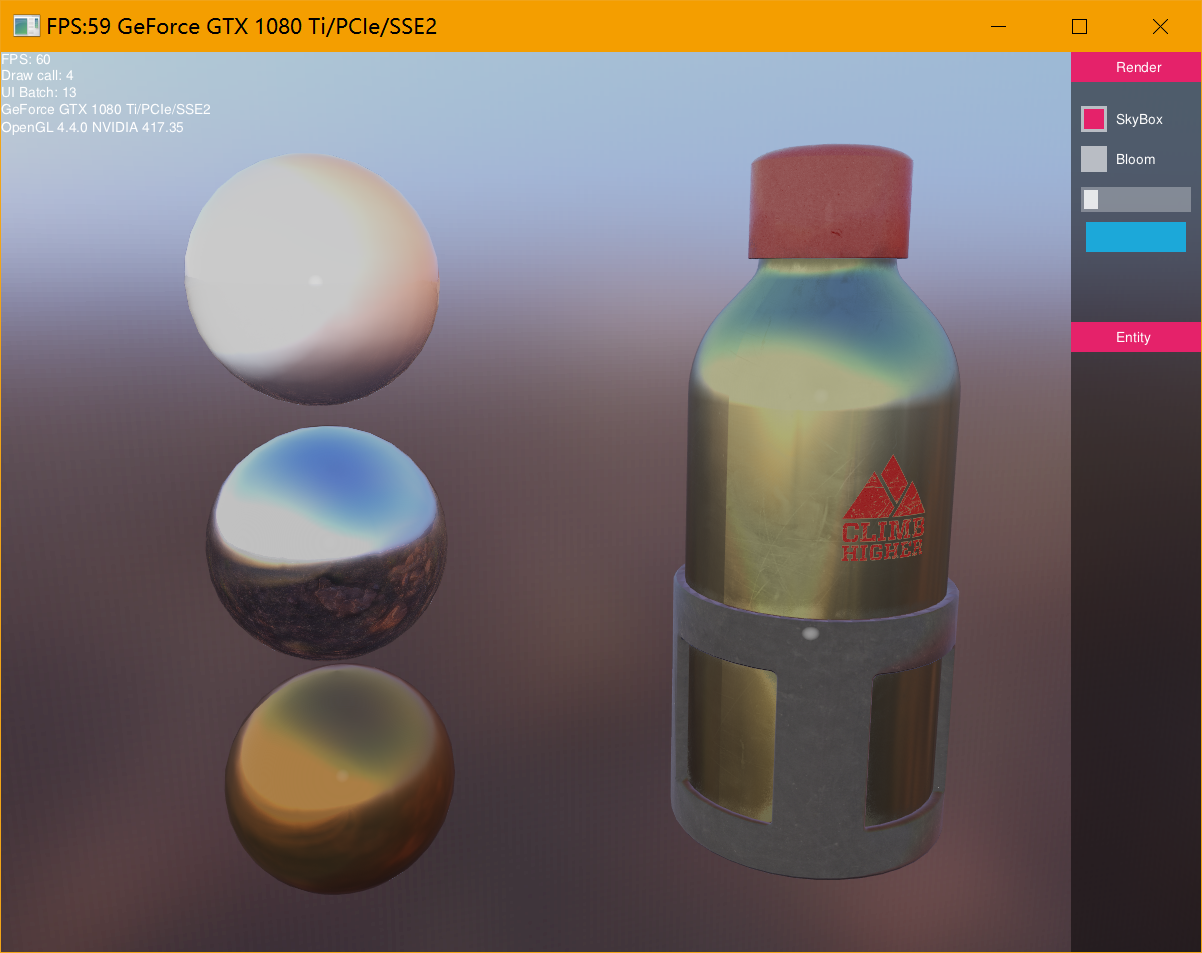 FPS:59 GeForce GTX 1080 Ti/PCIe/SSE2
FPS: 60
Draw call: 4
UI Batch: 13
GeForce GTX 1080 Ti/PCIe/SSE2
OpenGL 4.4.0 NVIDIA 417.35
Render
SkyBox
Bloom
Entity
CLIMB
HIGHER